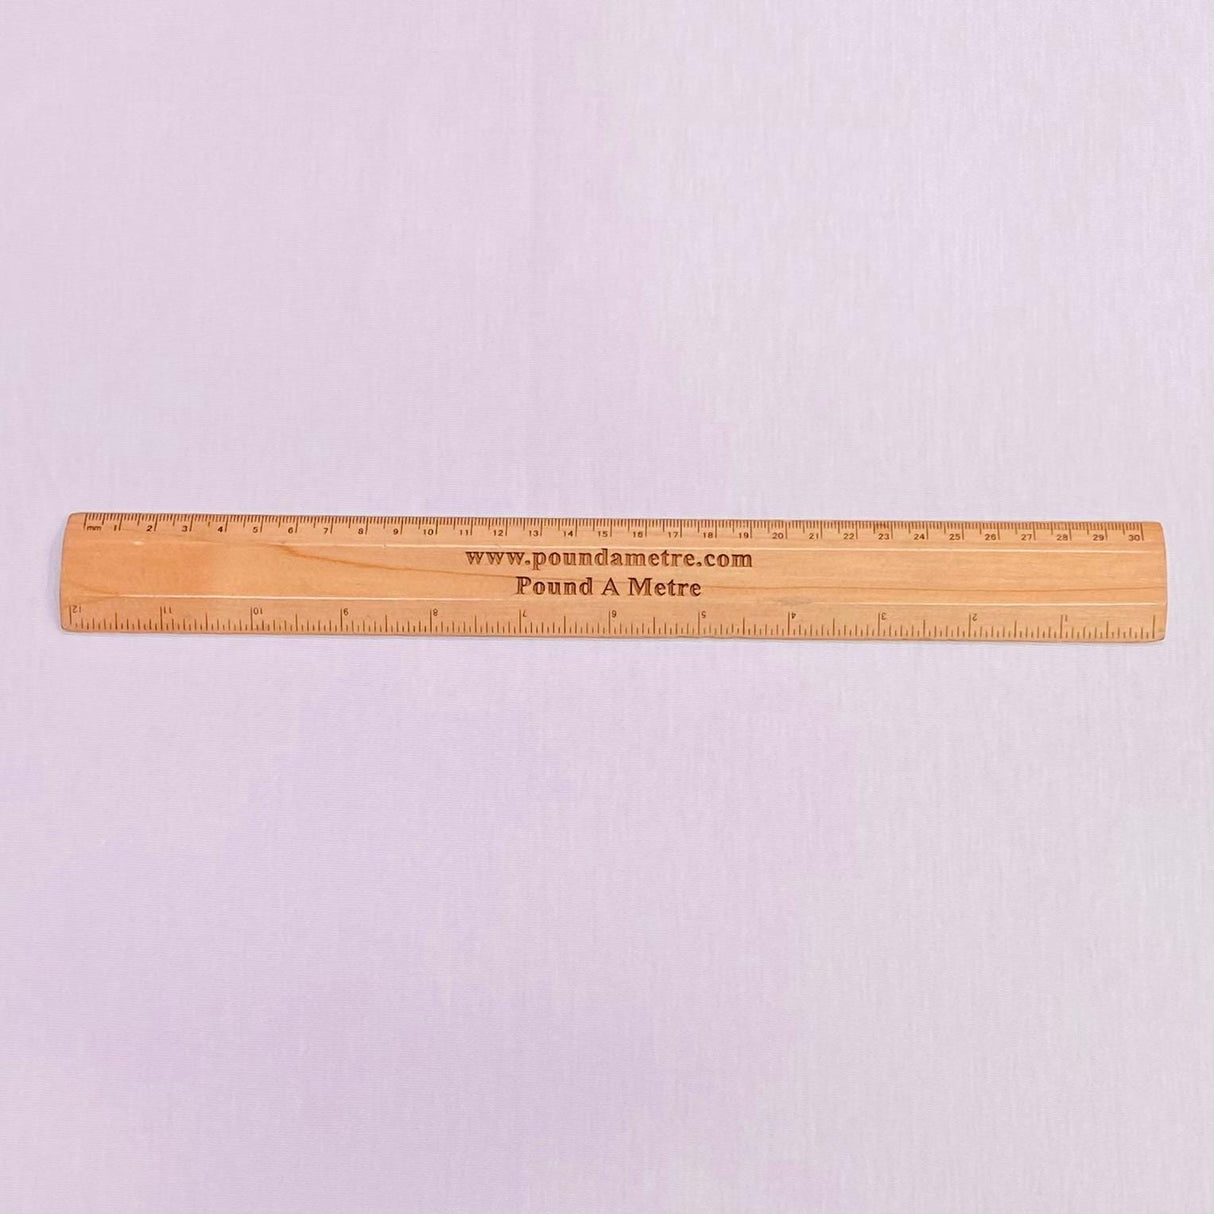 mm 1 2 3 4 5 6 7 8 9 10 11 12 13 14 15 16 17 18 19 20 21 22 23 24 25 26 27 28 29 30
www.poundametre.com
Pound A Metre
12 11 10 9 8 7 6 5 4 3 2 1